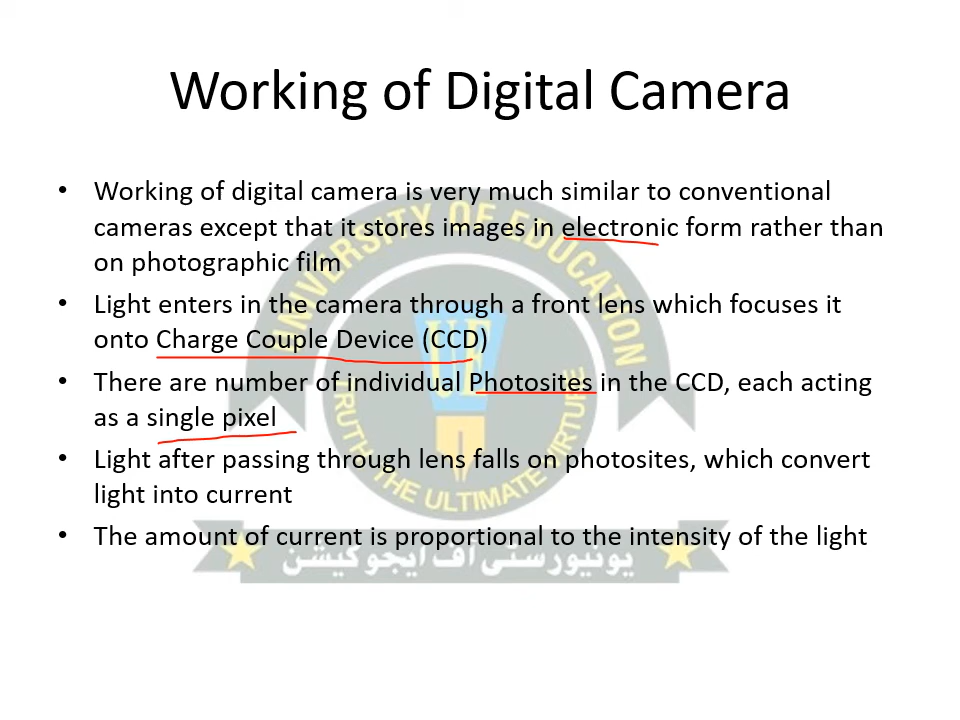 Working of Digital Camera
• Working of digital camera is very much similar to conventional
cameras except that it stores images in electronic form rather than
on photographic film
• Light enters in the camera through a front lens which focuses it
onto Charge Couple Device (CCD)
• There are number of individual Photosites in the CCD, each acting
as a single pixel
• Light after passing through lens falls on photosites, which convert
light into current
• The amount of current is proportional to the intensity of the light
UNIVERSITY OF EDUCATION
UE
TRUTH THE ULTIMATE VIRTUE
یونیورسٹی آف ایجوکیشن